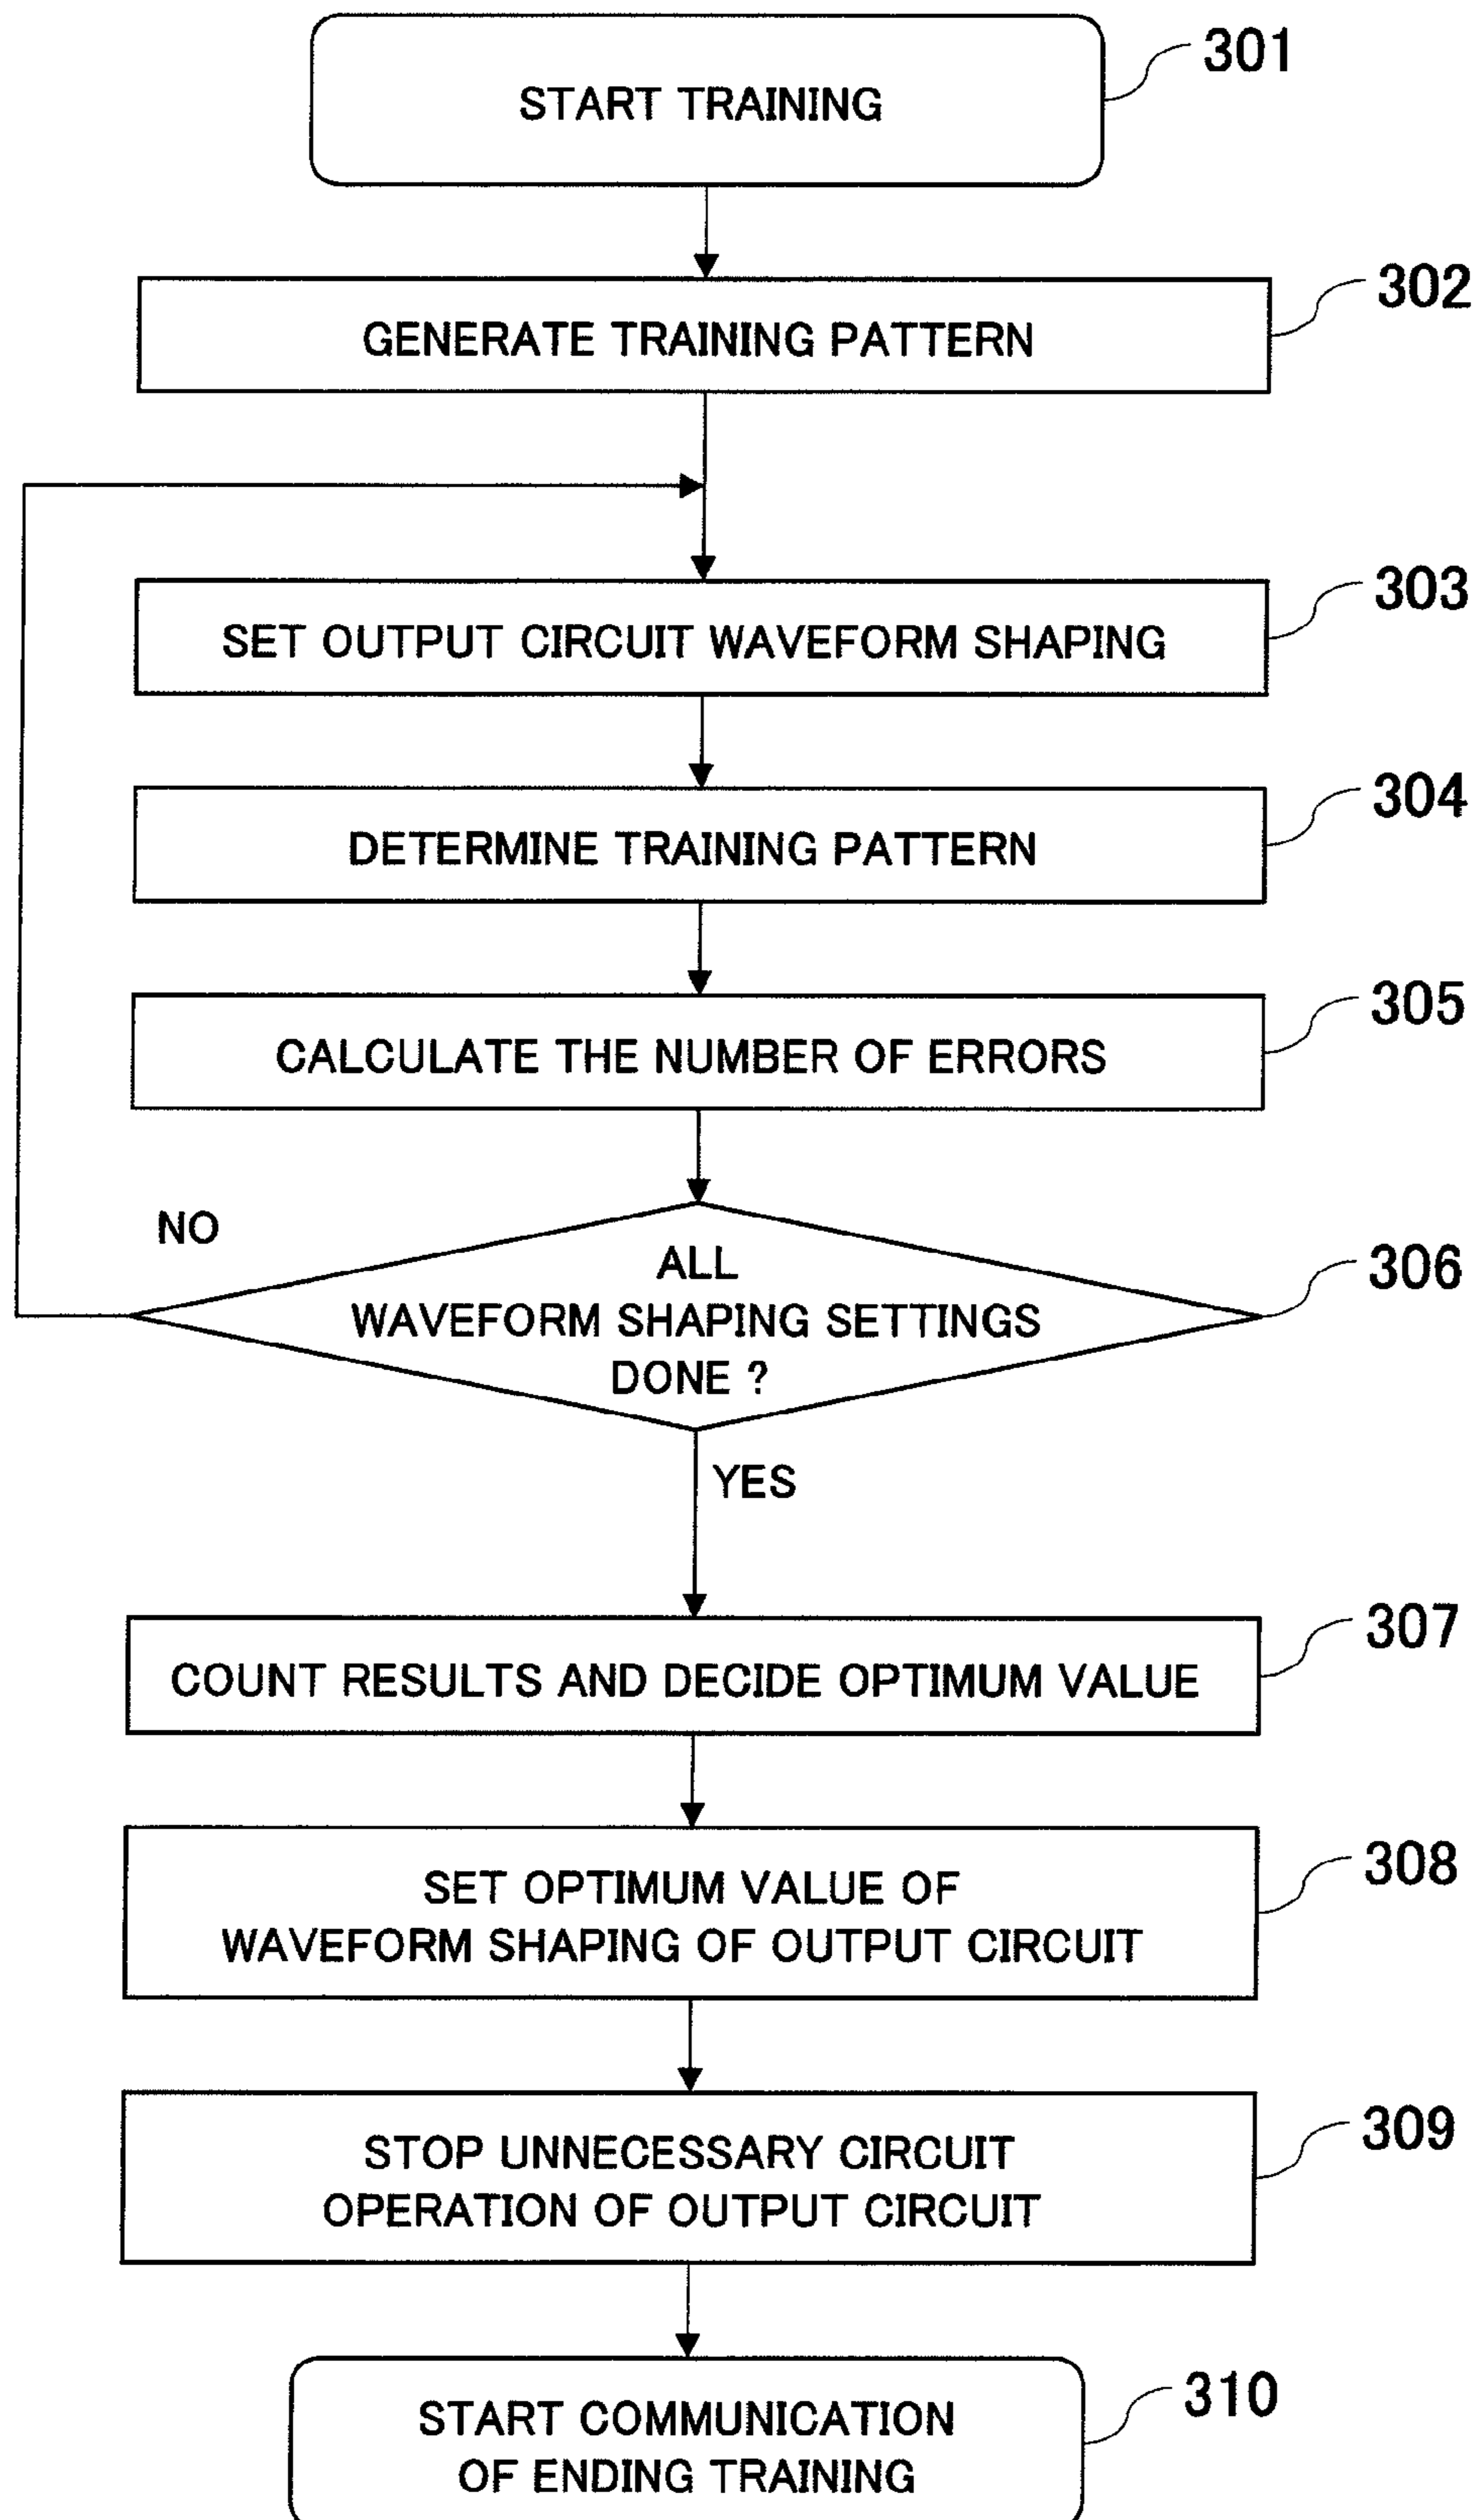 START TRAINING
301
GENERATE TRAINING PATTERN
302
SET OUTPUT CIRCUIT WAVEFORM SHAPING
303
DETERMINE TRAINING PATTERN
304
CALCULATE THE NUMBER OF ERRORS
305
NO
ALL
WAVEFORM SHAPING SETTINGS
DONE ?
306
YES
COUNT RESULTS AND DECIDE OPTIMUM VALUE
307
SET OPTIMUM VALUE OF
WAVEFORM SHAPING OF OUTPUT CIRCUIT
308
STOP UNNECESSARY CIRCUIT
OPERATION OF OUTPUT CIRCUIT
309
START COMMUNICATION
OF ENDING TRAINING
310